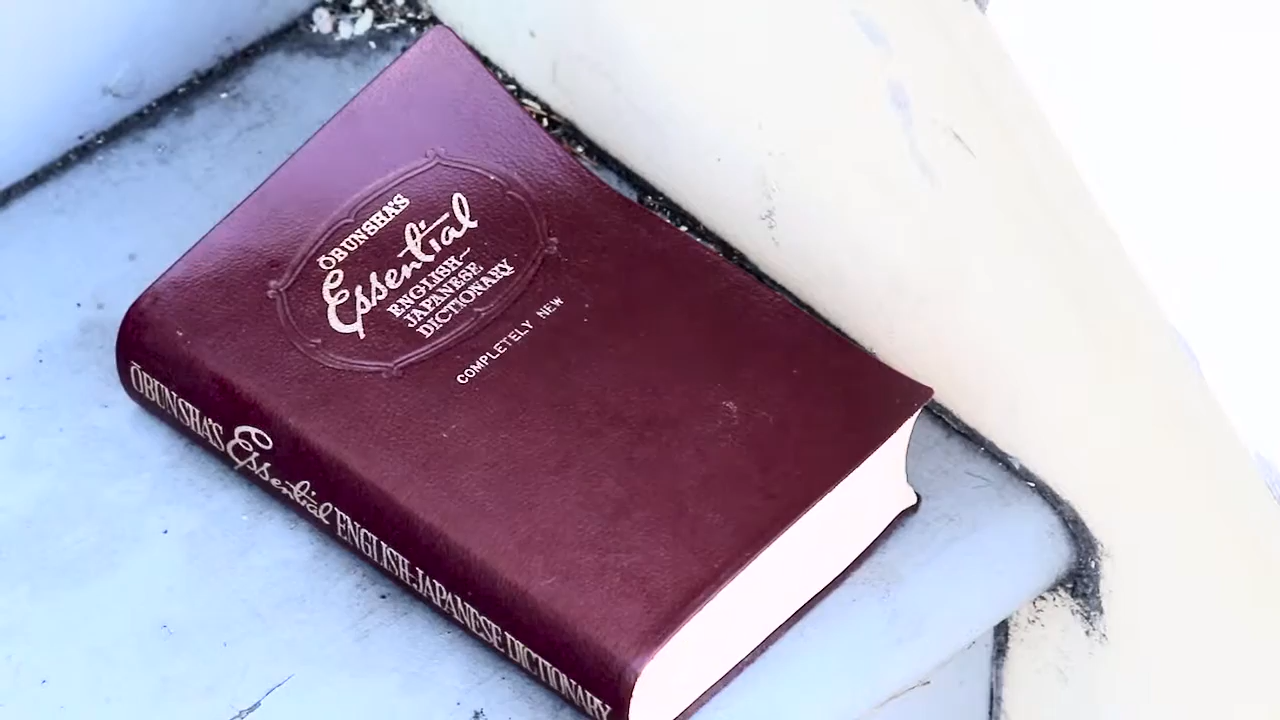 ŌBUNSHA'S
Essential
ENGLISH-
JAPANESE
DICTIONARY
COMPLETELY NEW
ŌBUNSHA'S Essential ENGLISH-JAPANESE DICTIONARY